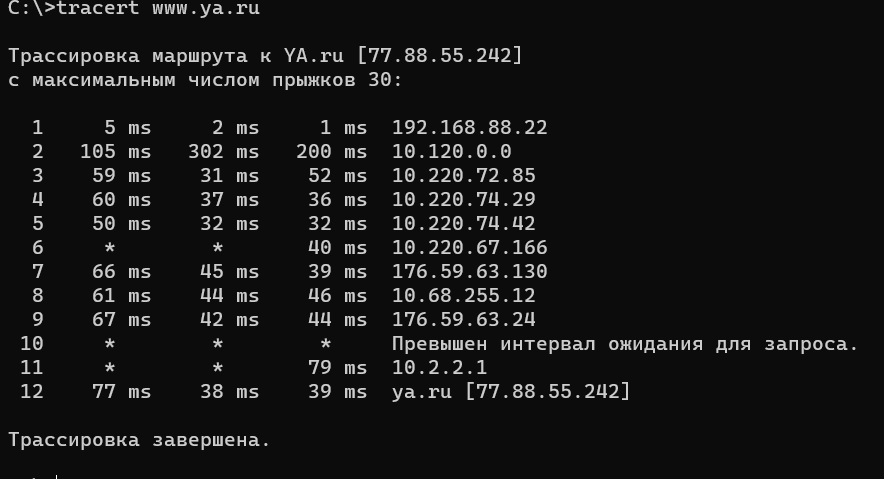 C:\>tracert www.ya.ru
Трассировка маршрута к YA.ru [77.88.55.242]
с максимальным числом прыжков 30:
1 5 ms 2 ms 1 ms 192.168.88.22
2 105 ms 302 ms 200 ms 10.120.0.0
3 59 ms 31 ms 52 ms 10.220.72.85
4 60 ms 37 ms 36 ms 10.220.74.29
5 50 ms 32 ms 32 ms 10.220.74.42
6 * * 40 ms 10.220.67.166
7 66 ms 45 ms 39 ms 176.59.63.130
8 61 ms 44 ms 46 ms 10.68.255.12
9 67 ms 42 ms 44 ms 176.59.63.24
10 * * * Превышен интервал ожидания для запроса.
11 * * 79 ms 10.2.2.1
12 77 ms 38 ms 39 ms ya.ru [77.88.55.242]
Трассировка завершена.